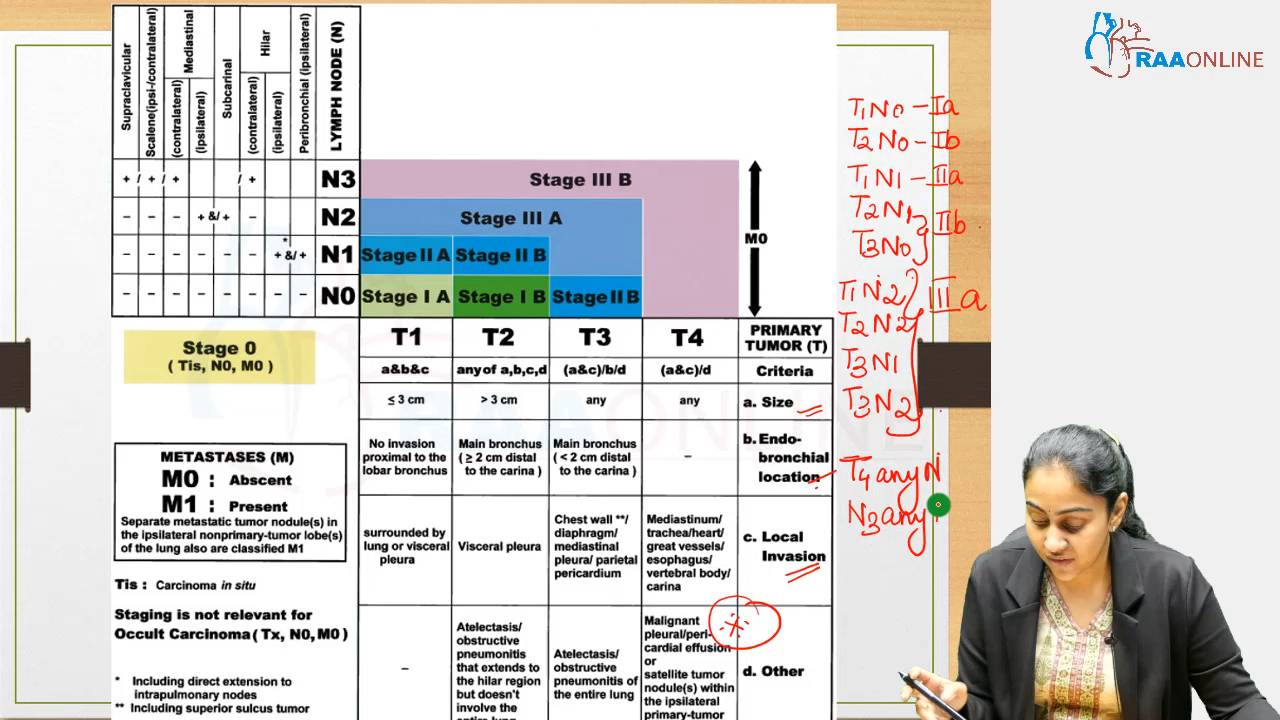 RAAONLINE
Supraclavicular
Scalene(ipsi-/contralateral)
Mediastinal
(contralateral)
(ipsilateral)
Subcarinal
Hilar
(contralateral)
(ipsilateral)
Peribronchial (ipsilateral)
LYMPH NODE (N)
+ / + / + / + N3
– – – + &/ + – N2
– – – – – – * + &/ + N1
– – – – – – – – N0
Stage III B
Stage III A
Stage II A Stage II B
Stage I A Stage I B Stage II B
M0
Stage 0
( Tis, N0, M0 )
T1 T2 T3 T4 PRIMARY TUMOR (T)
a&b&c any of a,b,c,d (a&c)/b/d (a&c)/d Criteria
≤ 3 cm > 3 cm any any a. Size
No invasion proximal to the lobar bronchus
Main bronchus ( ≥ 2 cm distal to the carina )
Main bronchus ( < 2 cm distal to the carina )
–
b. Endo-
bronchial
location
surrounded by lung or visceral pleura
Visceral pleura
Chest wall **/ diaphragm/ mediastinal pleura/ parietal pericardium
Mediastinum/ trachea/heart/ great vessels/ esophagus/ vertebral body/ carina
c. Local
Invasion
–
Atelectasis/ obstructive pneumonitis that extends to the hilar region but doesn't involve the
Atelectasis/ obstructive pneumonitis of the entire lung
Malignant pleural/peri- cardial effusion or satellite tumor nodule(s) within the ipsilateral primary-tumor
d. Other
METASTASES (M)
M0 : Abscent
M1 : Present
Separate metastatic tumor nodule(s) in
the ipsilateral nonprimary-tumor lobe(s)
of the lung also are classified M1
Tis : Carcinoma in situ
Staging is not relevant for
Occult Carcinoma ( Tx, N0, M0 )
* Including direct extension to
intrapulmonary nodes
** Including superior sulcus tumor
T1N0 – Ia
T2N0 – Ib
T1N1 – IIa
T2N1
T3N0 } IIb
T1N2
T2N2
T3N1
T3N2
T4 any N
N3 any